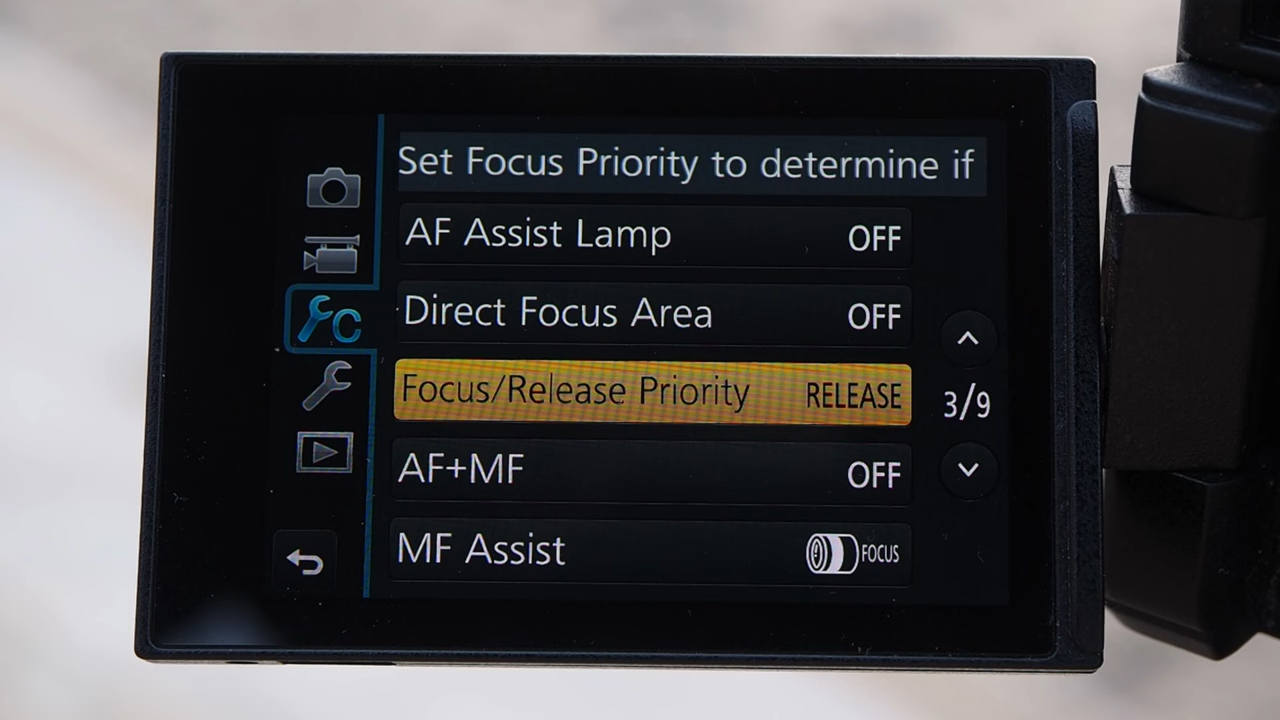 Set Focus Priority to determine if
AF Assist Lamp OFF
Direct Focus Area OFF
Focus/Release Priority RELEASE
3/9
AF+MF OFF
MF Assist FOCUS
C